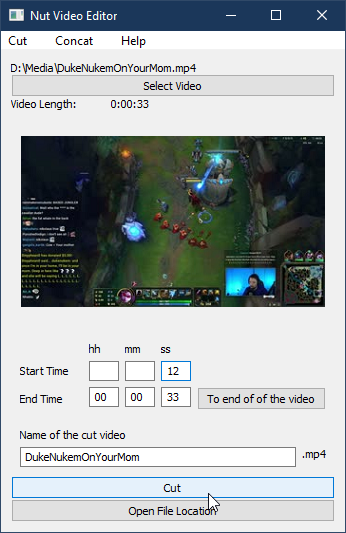 Nut Video Editor
Cut Concat Help
D:\Media\DukeNukemOnYourMom.mp4
Select Video
Video Length: 0:00:33
hh mm ss
Start Time 12
End Time 00 00 33 To end of of the video
Name of the cut video
DukeNukemOnYourMom .mp4
Cut
Open File Location